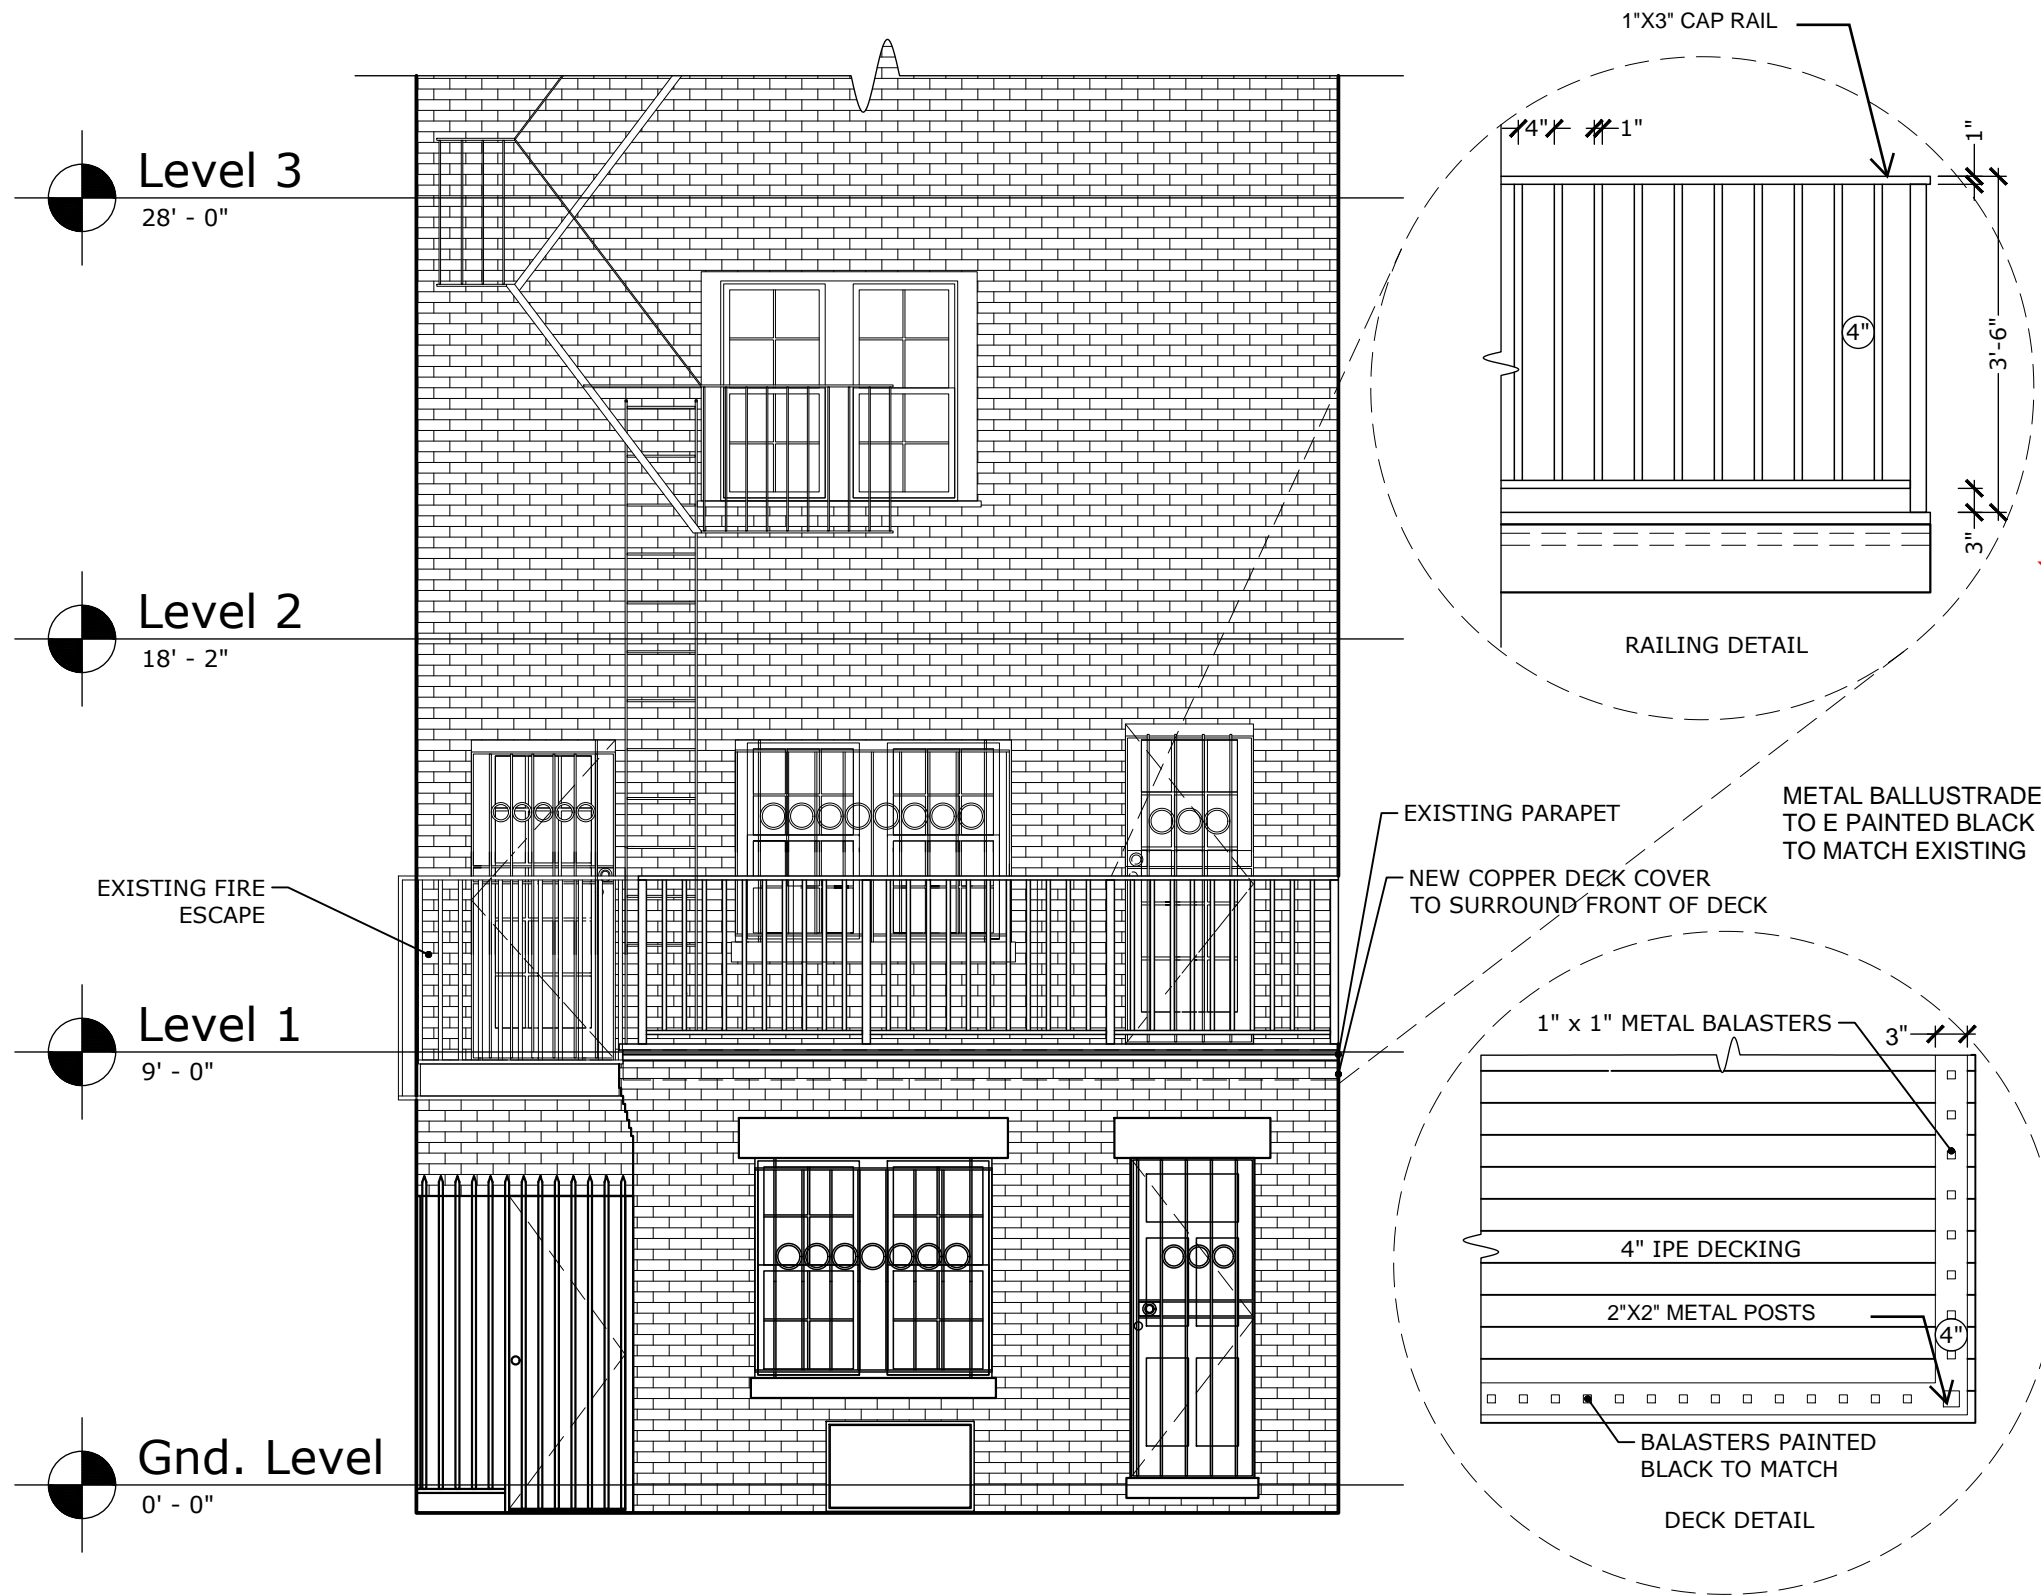 1"X3" CAP RAIL
4"
1"
1"
Level 3
28' - 0"
4"
3'-6"
3"
Level 2
18' - 2"
RAILING DETAIL
METAL BALLUSTRADE
TO E PAINTED BLACK
TO MATCH EXISTING
EXISTING PARAPET
NEW COPPER DECK COVER
TO SURROUND FRONT OF DECK
EXISTING FIRE
ESCAPE
Level 1
9' - 0"
1" x 1" METAL BALASTERS
3"
4" IPE DECKING
2"X2" METAL POSTS
4"
BALASTERS PAINTED
BLACK TO MATCH
Gnd. Level
0' - 0"
DECK DETAIL